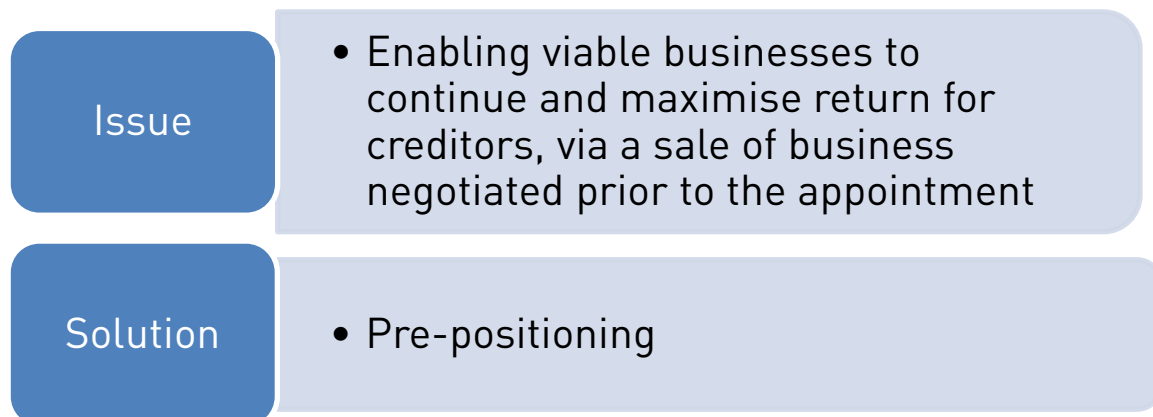 Issue
• Enabling viable businesses to
continue and maximise return for
creditors, via a sale of business
negotiated prior to the appointment
Solution
• Pre-positioning